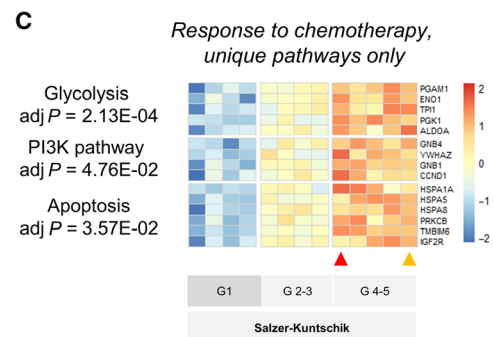 C
Response to chemotherapy,
unique pathways only
Glycolysis
adj P = 2.13E-04
PI3K pathway
adj P = 4.76E-02
Apoptosis
adj P = 3.57E-02
PGAM1
ENO1
TPI1
PGK1
ALDOA
GNB4
YWHAZ
GNB1
CCND1
HSPA1A
HSPA5
HSPA8
PRKCB
TMBIM6
IGF2R
2
1
0
-1
-2
G1
G 2-3
G 4-5
Salzer-Kuntschik